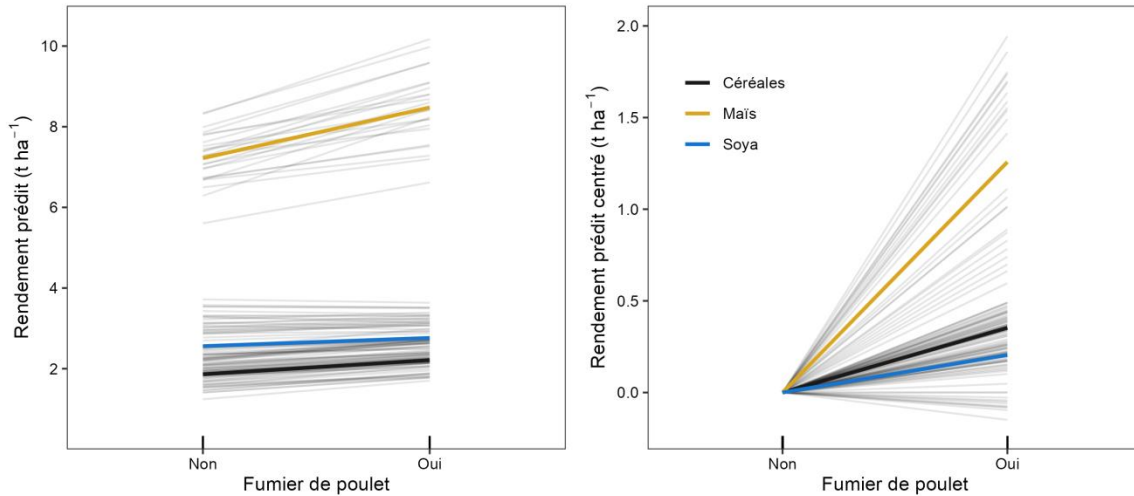 Rendement prédit (t ha⁻¹)
10
8
6
4
2
Non
Oui
Fumier de poulet
Rendement prédit centré (t ha⁻¹)
2.0
1.5
1.0
0.5
0.0
Céréales
Maïs
Soya
Non
Oui
Fumier de poulet